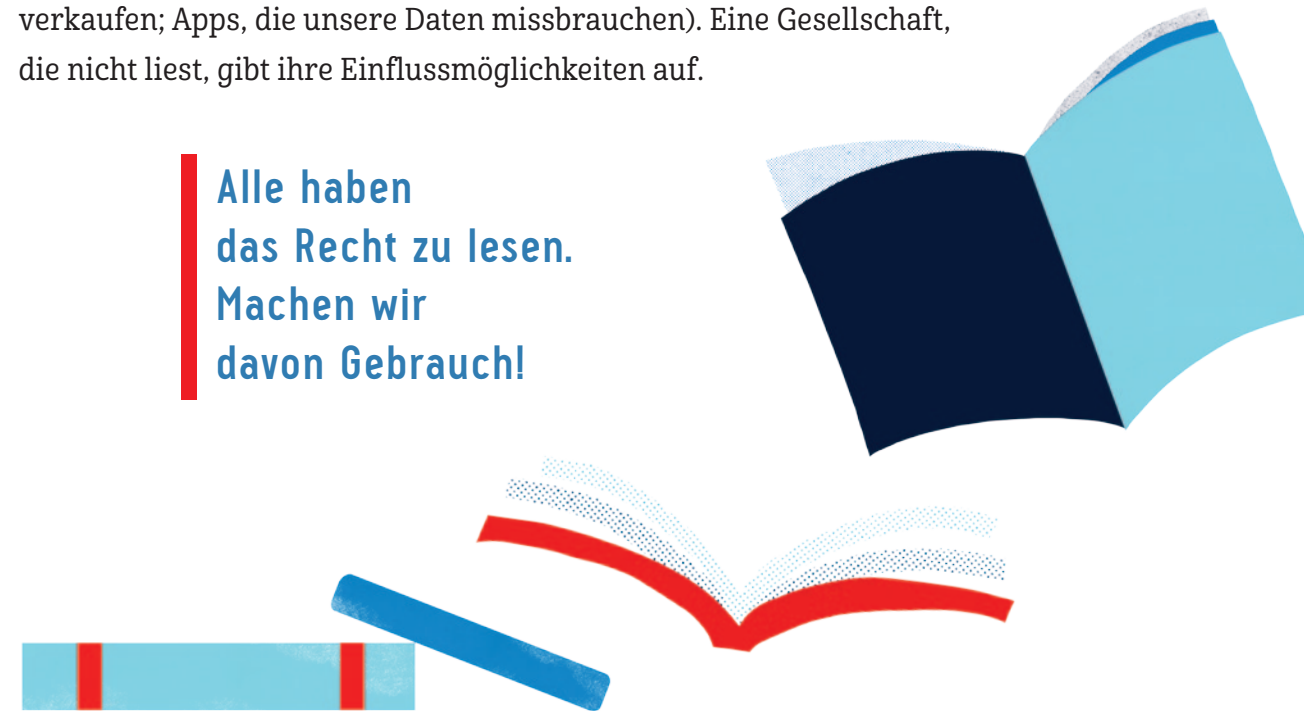 verkaufen; Apps, die unsere Daten missbrauchen). Eine Gesellschaft,
die nicht liest, gibt ihre Einflussmöglichkeiten auf.
Alle haben
das Recht zu lesen.
Machen wir
davon Gebrauch!